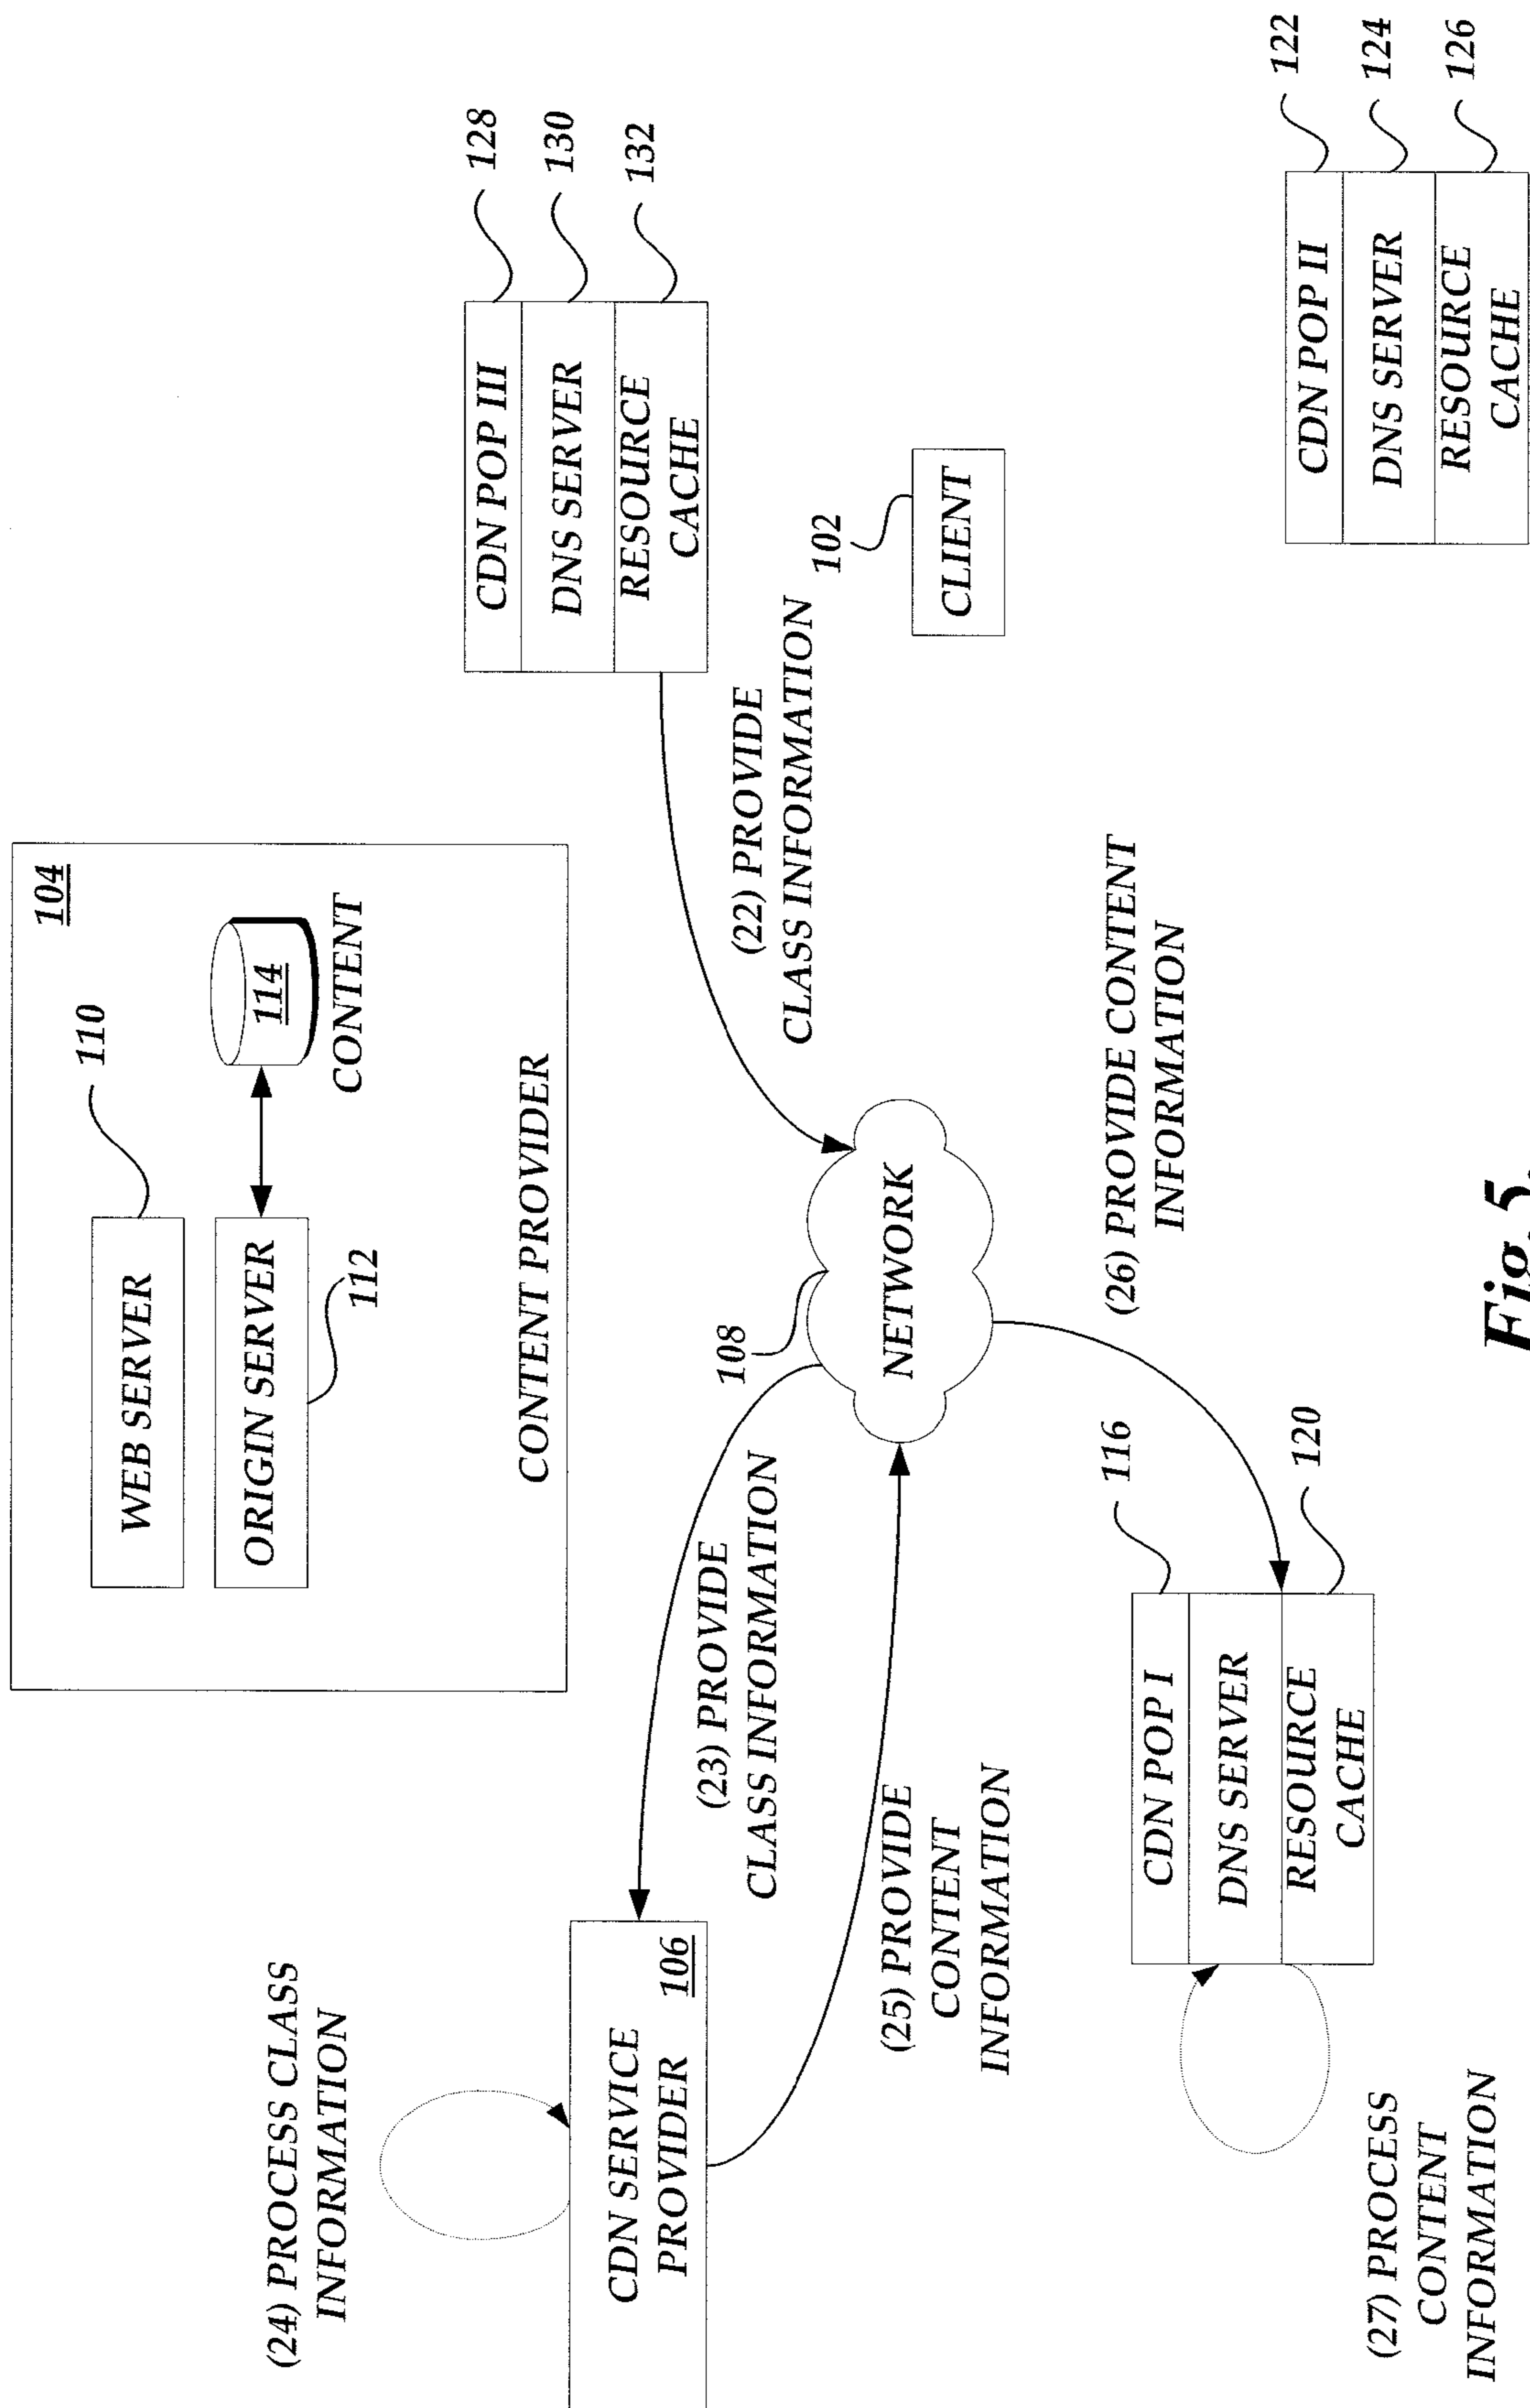 104
110
WEB SERVER
ORIGIN SERVER
112
114
CONTENT
CONTENT PROVIDER
(24) PROCESS CLASS
INFORMATION
CDN SERVICE
PROVIDER
106
(23) PROVIDE
CLASS INFORMATION
(25) PROVIDE
CONTENT
INFORMATION
108
NETWORK
(22) PROVIDE
CLASS INFORMATION
CDN POP III
DNS SERVER
RESOURCE
CACHE
128
130
132
102
CLIENT
(26) PROVIDE CONTENT
INFORMATION
116
120
CDN POP I
DNS SERVER
RESOURCE
CACHE
(27) PROCESS
CONTENT
INFORMATION
CDN POP II
DNS SERVER
RESOURCE
CACHE
122
124
126
Fig.5.